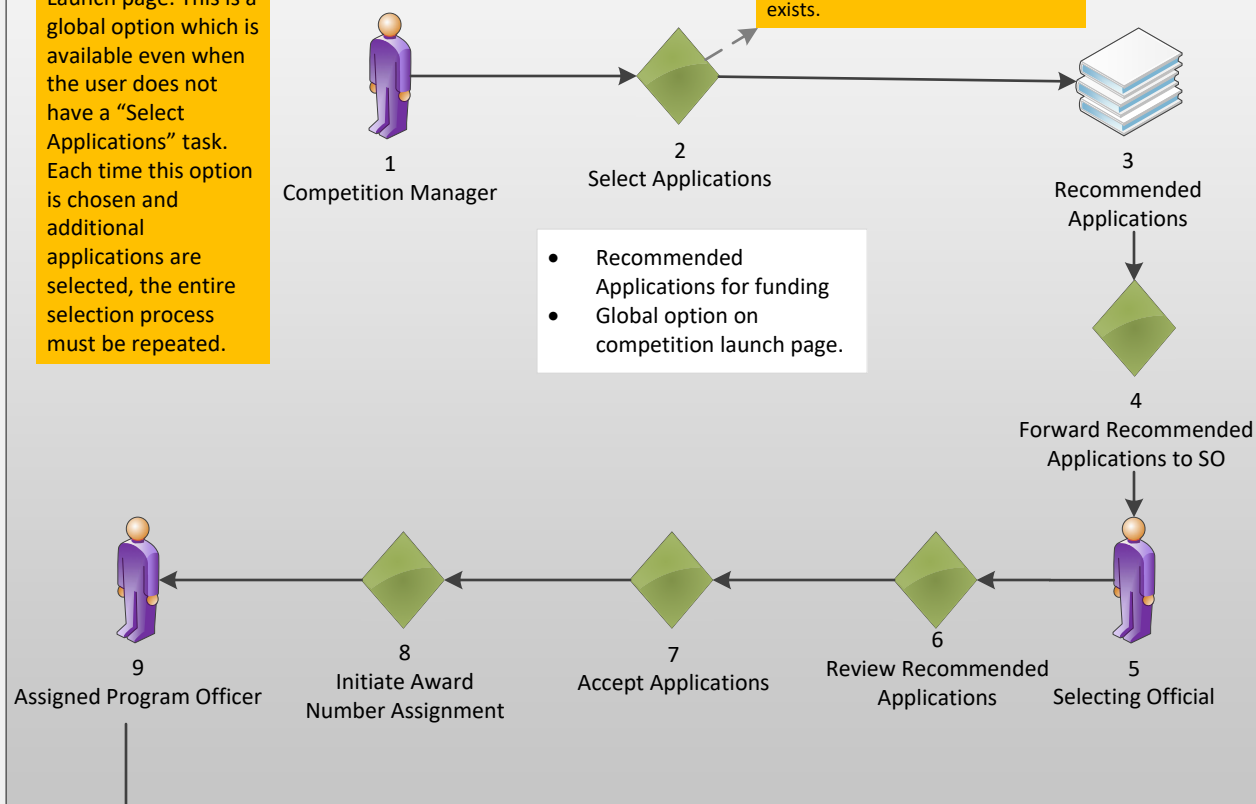 Launch page. This is a
global option which is
available even when
the user does not
have a “Select
Applications” task.
Each time this option
is chosen and
additional
applications are
selected, the entire
selection process
must be repeated.
exists.
1
Competition Manager
2
Select Applications
3
Recommended
Applications
• Recommended
Applications for funding
• Global option on
competition launch page.
4
Forward Recommended
Applications to SO
5
Selecting Official
6
Review Recommended
Applications
7
Accept Applications
8
Initiate Award
Number Assignment
9
Assigned Program Officer